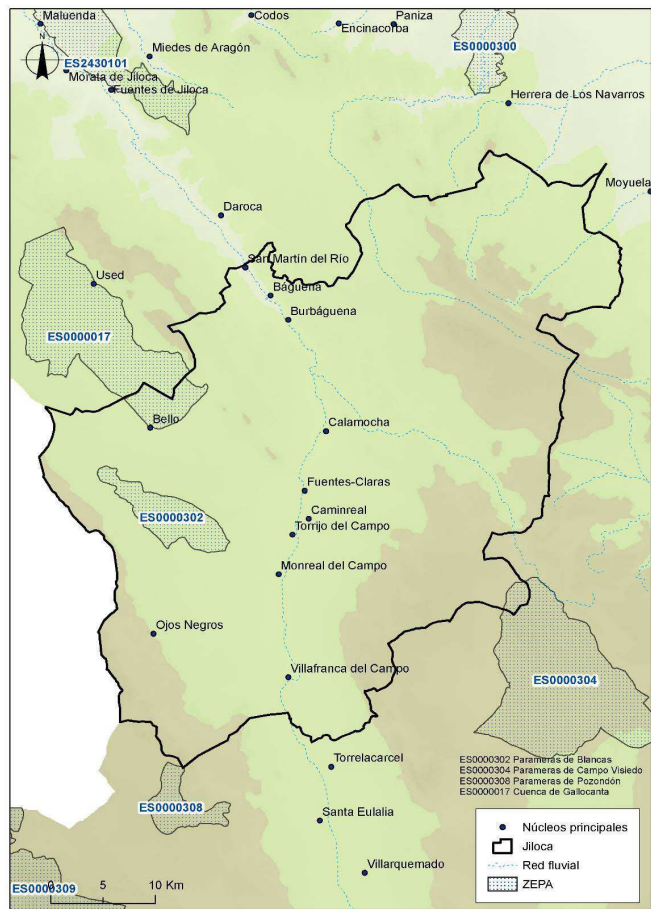 Maluenda
Codos
Encinacorba
Paniza
N
Miedes de Aragón
ES2430101
ES0000300
Morata de Jiloca
Fuentes de Jiloca
Herrera de Los Navarros
Moyuela
Daroca
San Martín del Río
Used
Báguena
Burbáguena
ES0000017
Bello
Calamocha
Fuentes-Claras
ES0000302
Caminreal
Torrijo del Campo
Monreal del Campo
Ojos Negros
Villafranca del Campo
ES0000304
Torrelacarcel
ES0000302 Parameras de Blancas
ES0000304 Parameras de Campo Visiedo
ES0000308 Parameras de Pozondón
ES0000017 Cuenca de Gallocanta
ES0000308
Santa Eulalia
Núcleos principales
Jiloca
Red fluvial
ZEPA
Villarquemado
ES0000309
0 5 10 Km